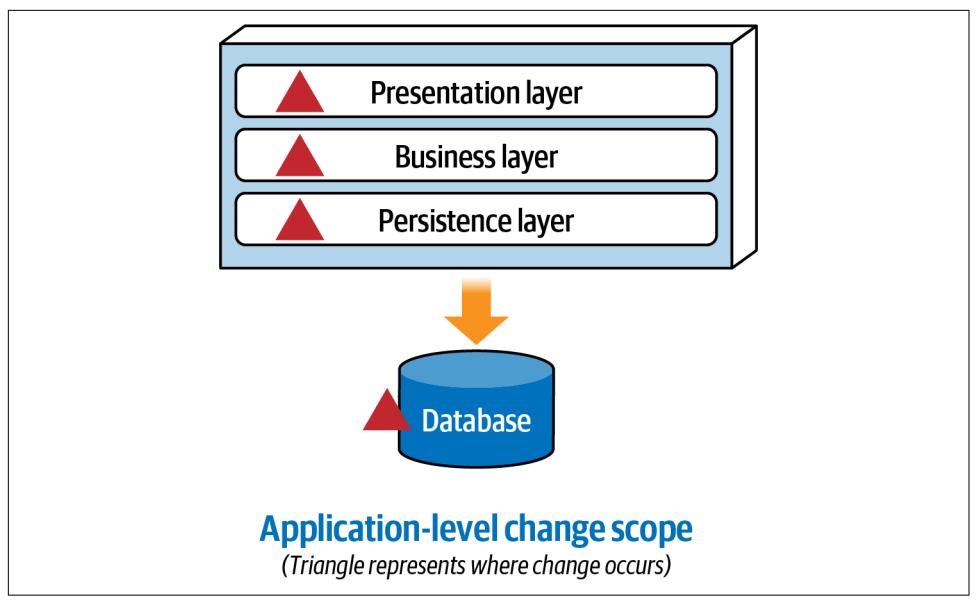 Presentation layer
Business layer
Persistence layer
Database
Application-level change scope
(Triangle represents where change occurs)